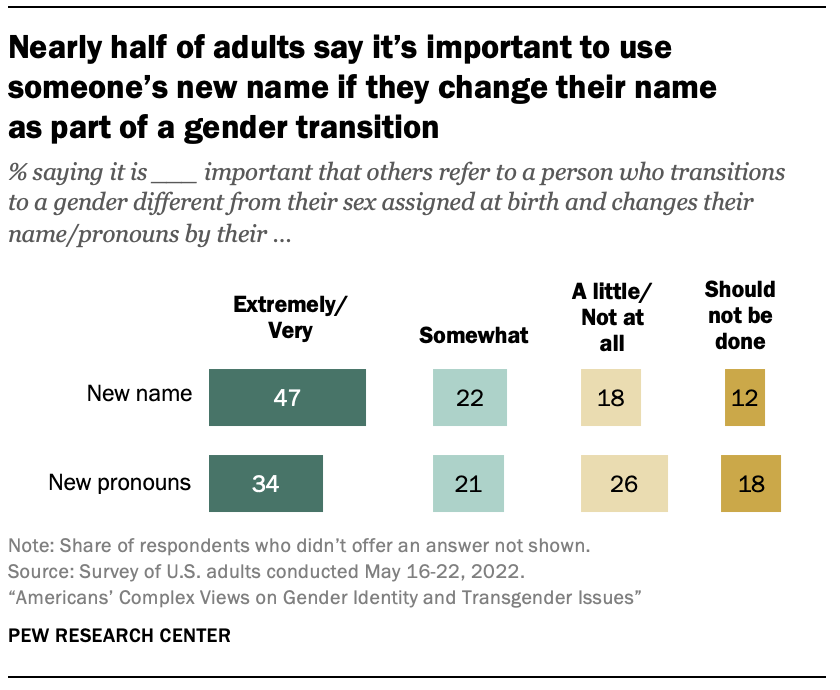 Nearly half of adults say it’s important to use
someone’s new name if they change their name
as part of a gender transition
% saying it is ___ important that others refer to a person who transitions
to a gender different from their sex assigned at birth and changes their
name/pronouns by their ...
Extremely/
Very
Somewhat
A little/
Not at
all
Should
not be
done
New name 47 22 18 12
New pronouns 34 21 26 18
Note: Share of respondents who didn’t offer an answer not shown.
Source: Survey of U.S. adults conducted May 16-22, 2022.
“Americans’ Complex Views on Gender Identity and Transgender Issues”
PEW RESEARCH CENTER